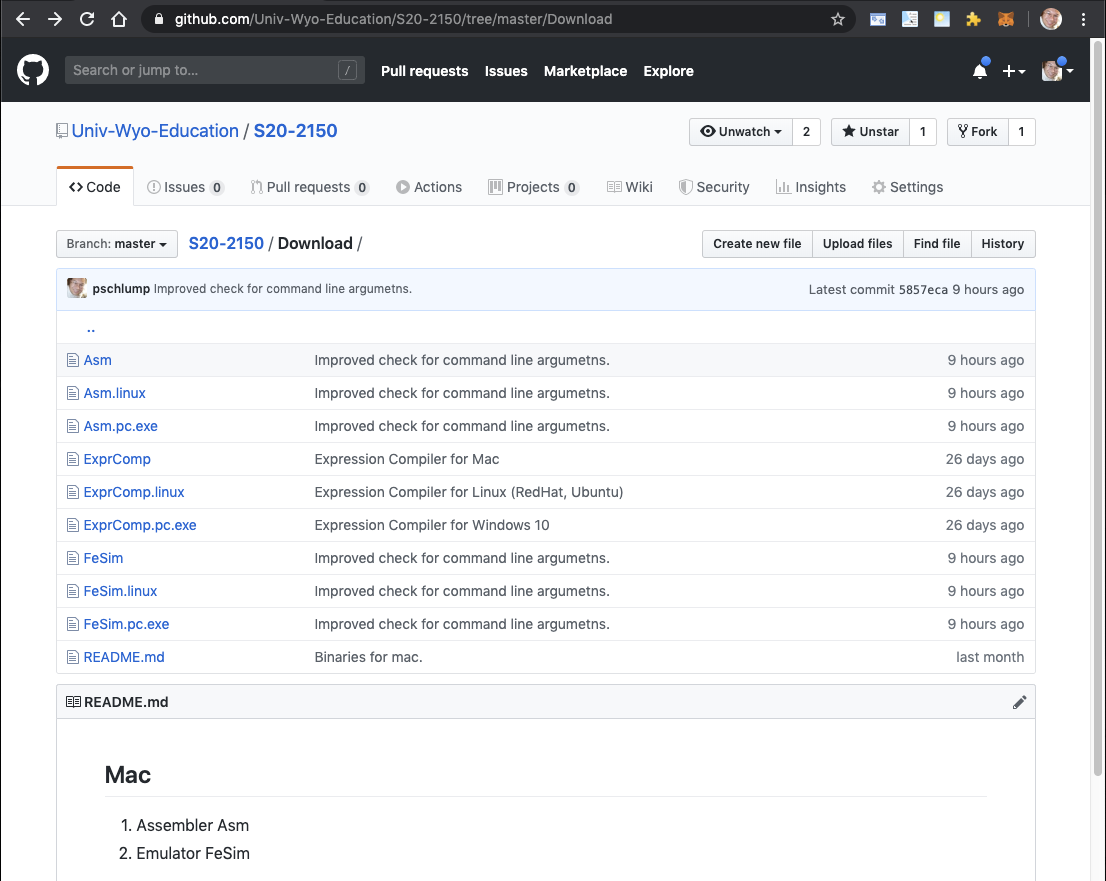 github.com/Univ-Wyo-Education/S20-2150/tree/master/Download
Search or jump to... / Pull requests Issues Marketplace Explore
Univ-Wyo-Education / S20-2150 Unwatch 2 Unstar 1 Fork 1
<> Code Issues 0 Pull requests 0 Actions Projects 0 Wiki Security Insights Settings
Branch: master S20-2150 / Download / Create new file Upload files Find file History
pschlump Improved check for command line argumetns. Latest commit 5857eca 9 hours ago
..
Asm Improved check for command line argumetns. 9 hours ago
Asm.linux Improved check for command line argumetns. 9 hours ago
Asm.pc.exe Improved check for command line argumetns. 9 hours ago
ExprComp Expression Compiler for Mac 26 days ago
ExprComp.linux Expression Compiler for Linux (RedHat, Ubuntu) 26 days ago
ExprComp.pc.exe Expression Compiler for Windows 10 26 days ago
FeSim Improved check for command line argumetns. 9 hours ago
FeSim.linux Improved check for command line argumetns. 9 hours ago
FeSim.pc.exe Improved check for command line argumetns. 9 hours ago
README.md Binaries for mac. last month
README.md
Mac
1. Assembler Asm
2. Emulator FeSim